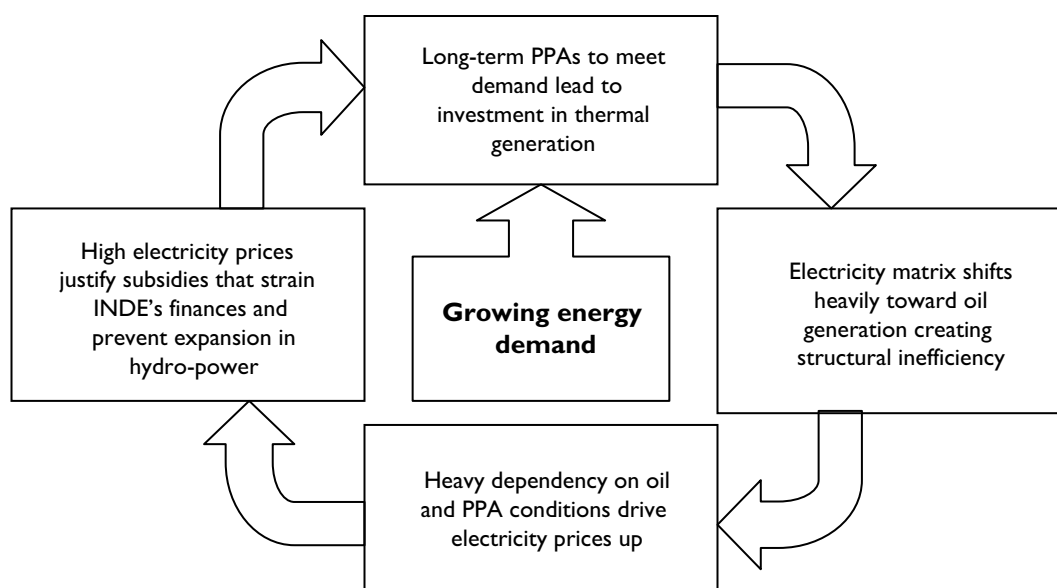 Long-term PPAs to meet
demand lead to
investment in thermal
generation
High electricity prices
justify subsidies that strain
INDE’s finances and
prevent expansion in
hydro-power
Growing energy
demand
Electricity matrix shifts
heavily toward oil
generation creating
structural inefficiency
Heavy dependency on oil
and PPA conditions drive
electricity prices up